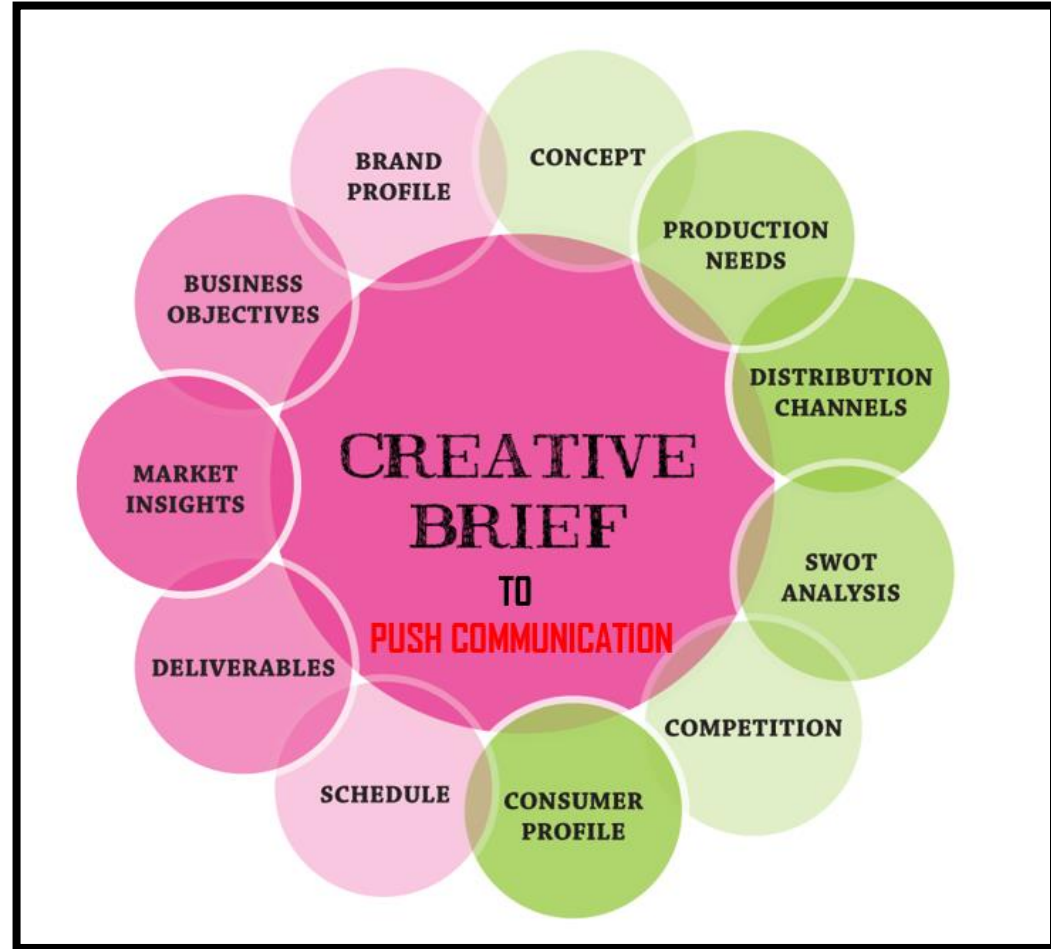 CREATIVE
BRIEF
TO
PUSH COMMUNICATION
CONCEPT
PRODUCTION
NEEDS
DISTRIBUTION
CHANNELS
SWOT
ANALYSIS
COMPETITION
CONSUMER
PROFILE
SCHEDULE
DELIVERABLES
MARKET
INSIGHTS
BUSINESS
OBJECTIVES
BRAND
PROFILE